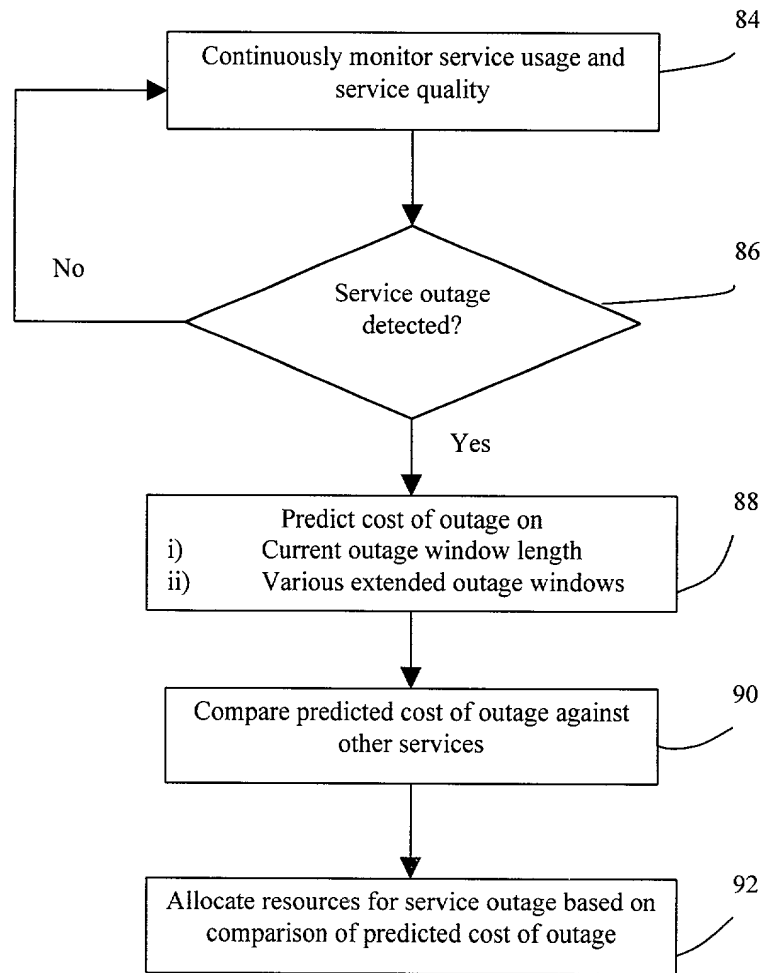 84
Continuously monitor service usage and
service quality
No
86
Service outage
detected?
Yes
88
Predict cost of outage on
i) Current outage window length
ii) Various extended outage windows
90
Compare predicted cost of outage against
other services
92
Allocate resources for service outage based on
comparison of predicted cost of outage